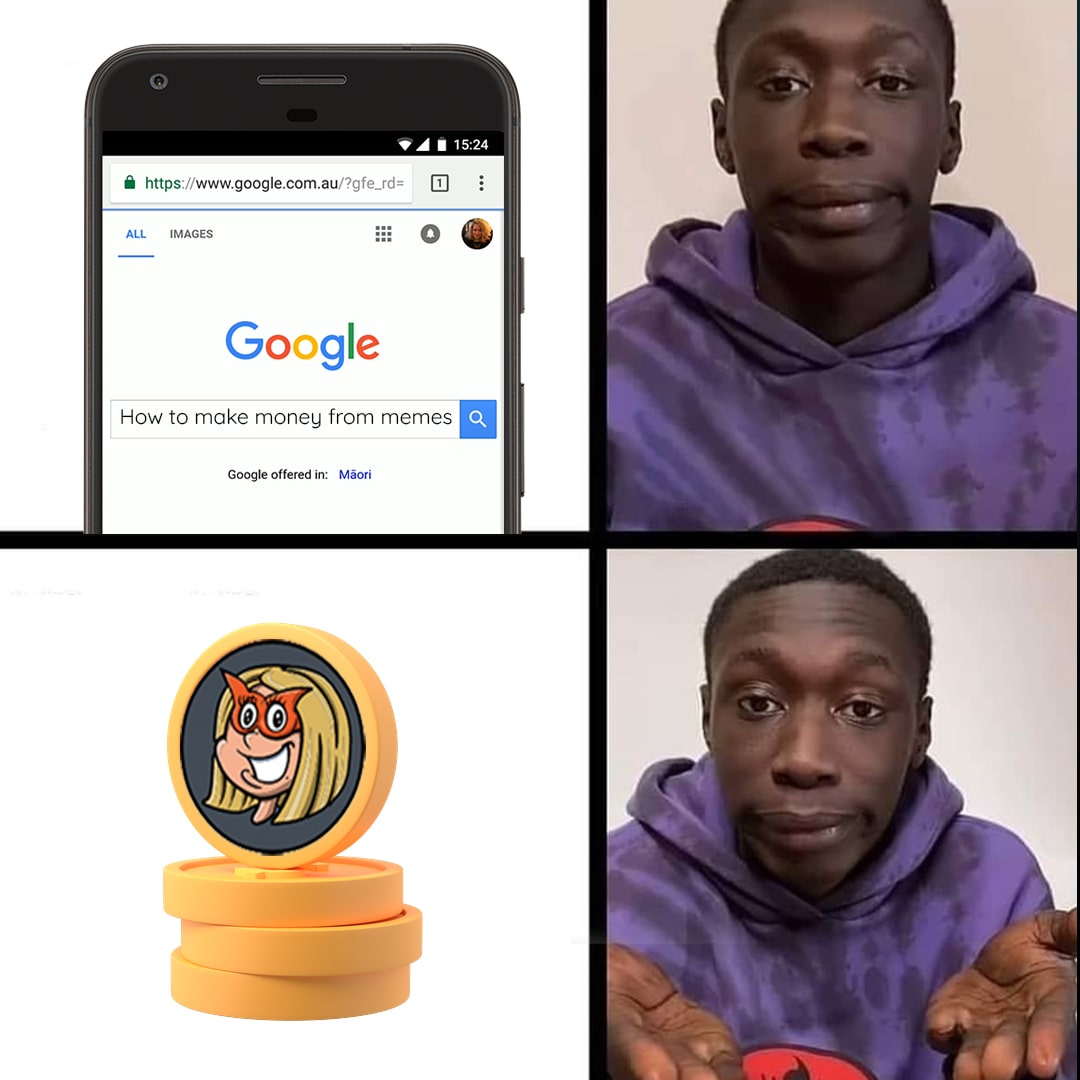 15:24
https://www.google.com.au/?gfe_rd=
1
ALL IMAGES
Google
How to make money from memes
Google offered in: Māori